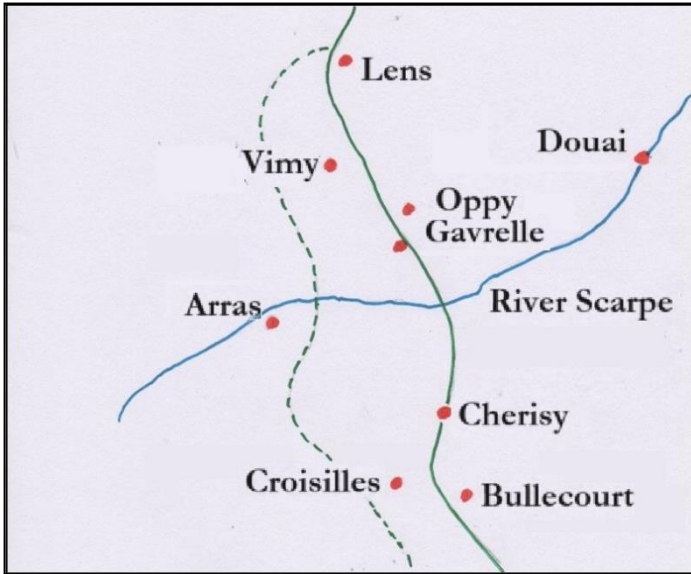 Lens
Douai
Vimy
Oppy
Gavrelle
River Scarpe
Arras
Cherisy
Croisilles
Bullecourt